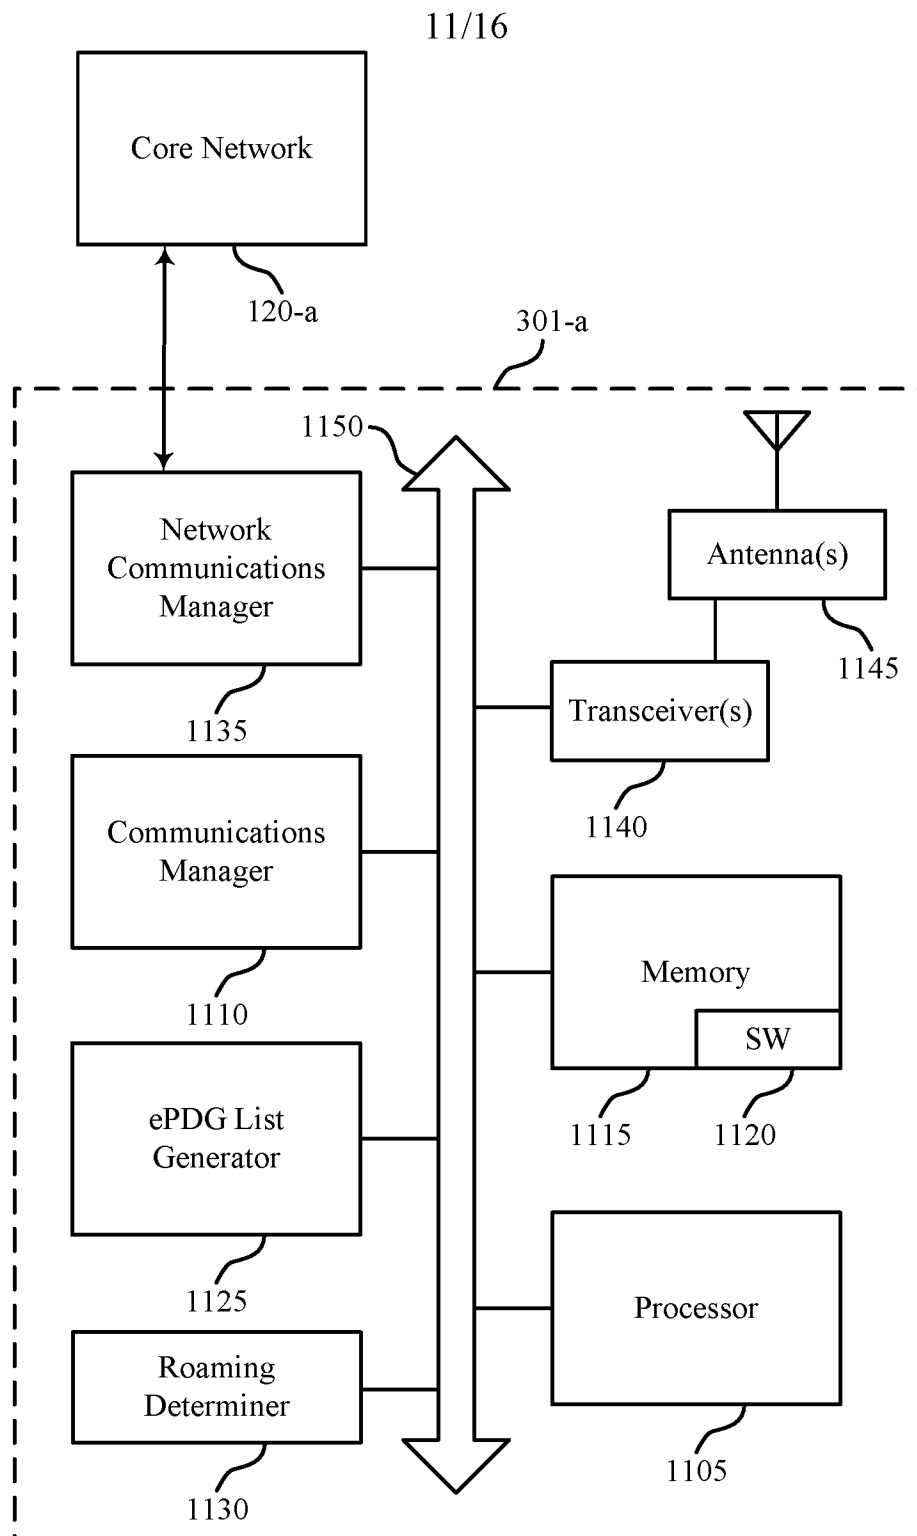 11/16
Core Network
120-a
301-a
1150
Network
Communications
Manager
1135
Antenna(s)
1145
Transceiver(s)
1140
Communications
Manager
1110
Memory
SW
1115
1120
ePDG List
Generator
1125
Processor
1105
Roaming
Determiner
1130